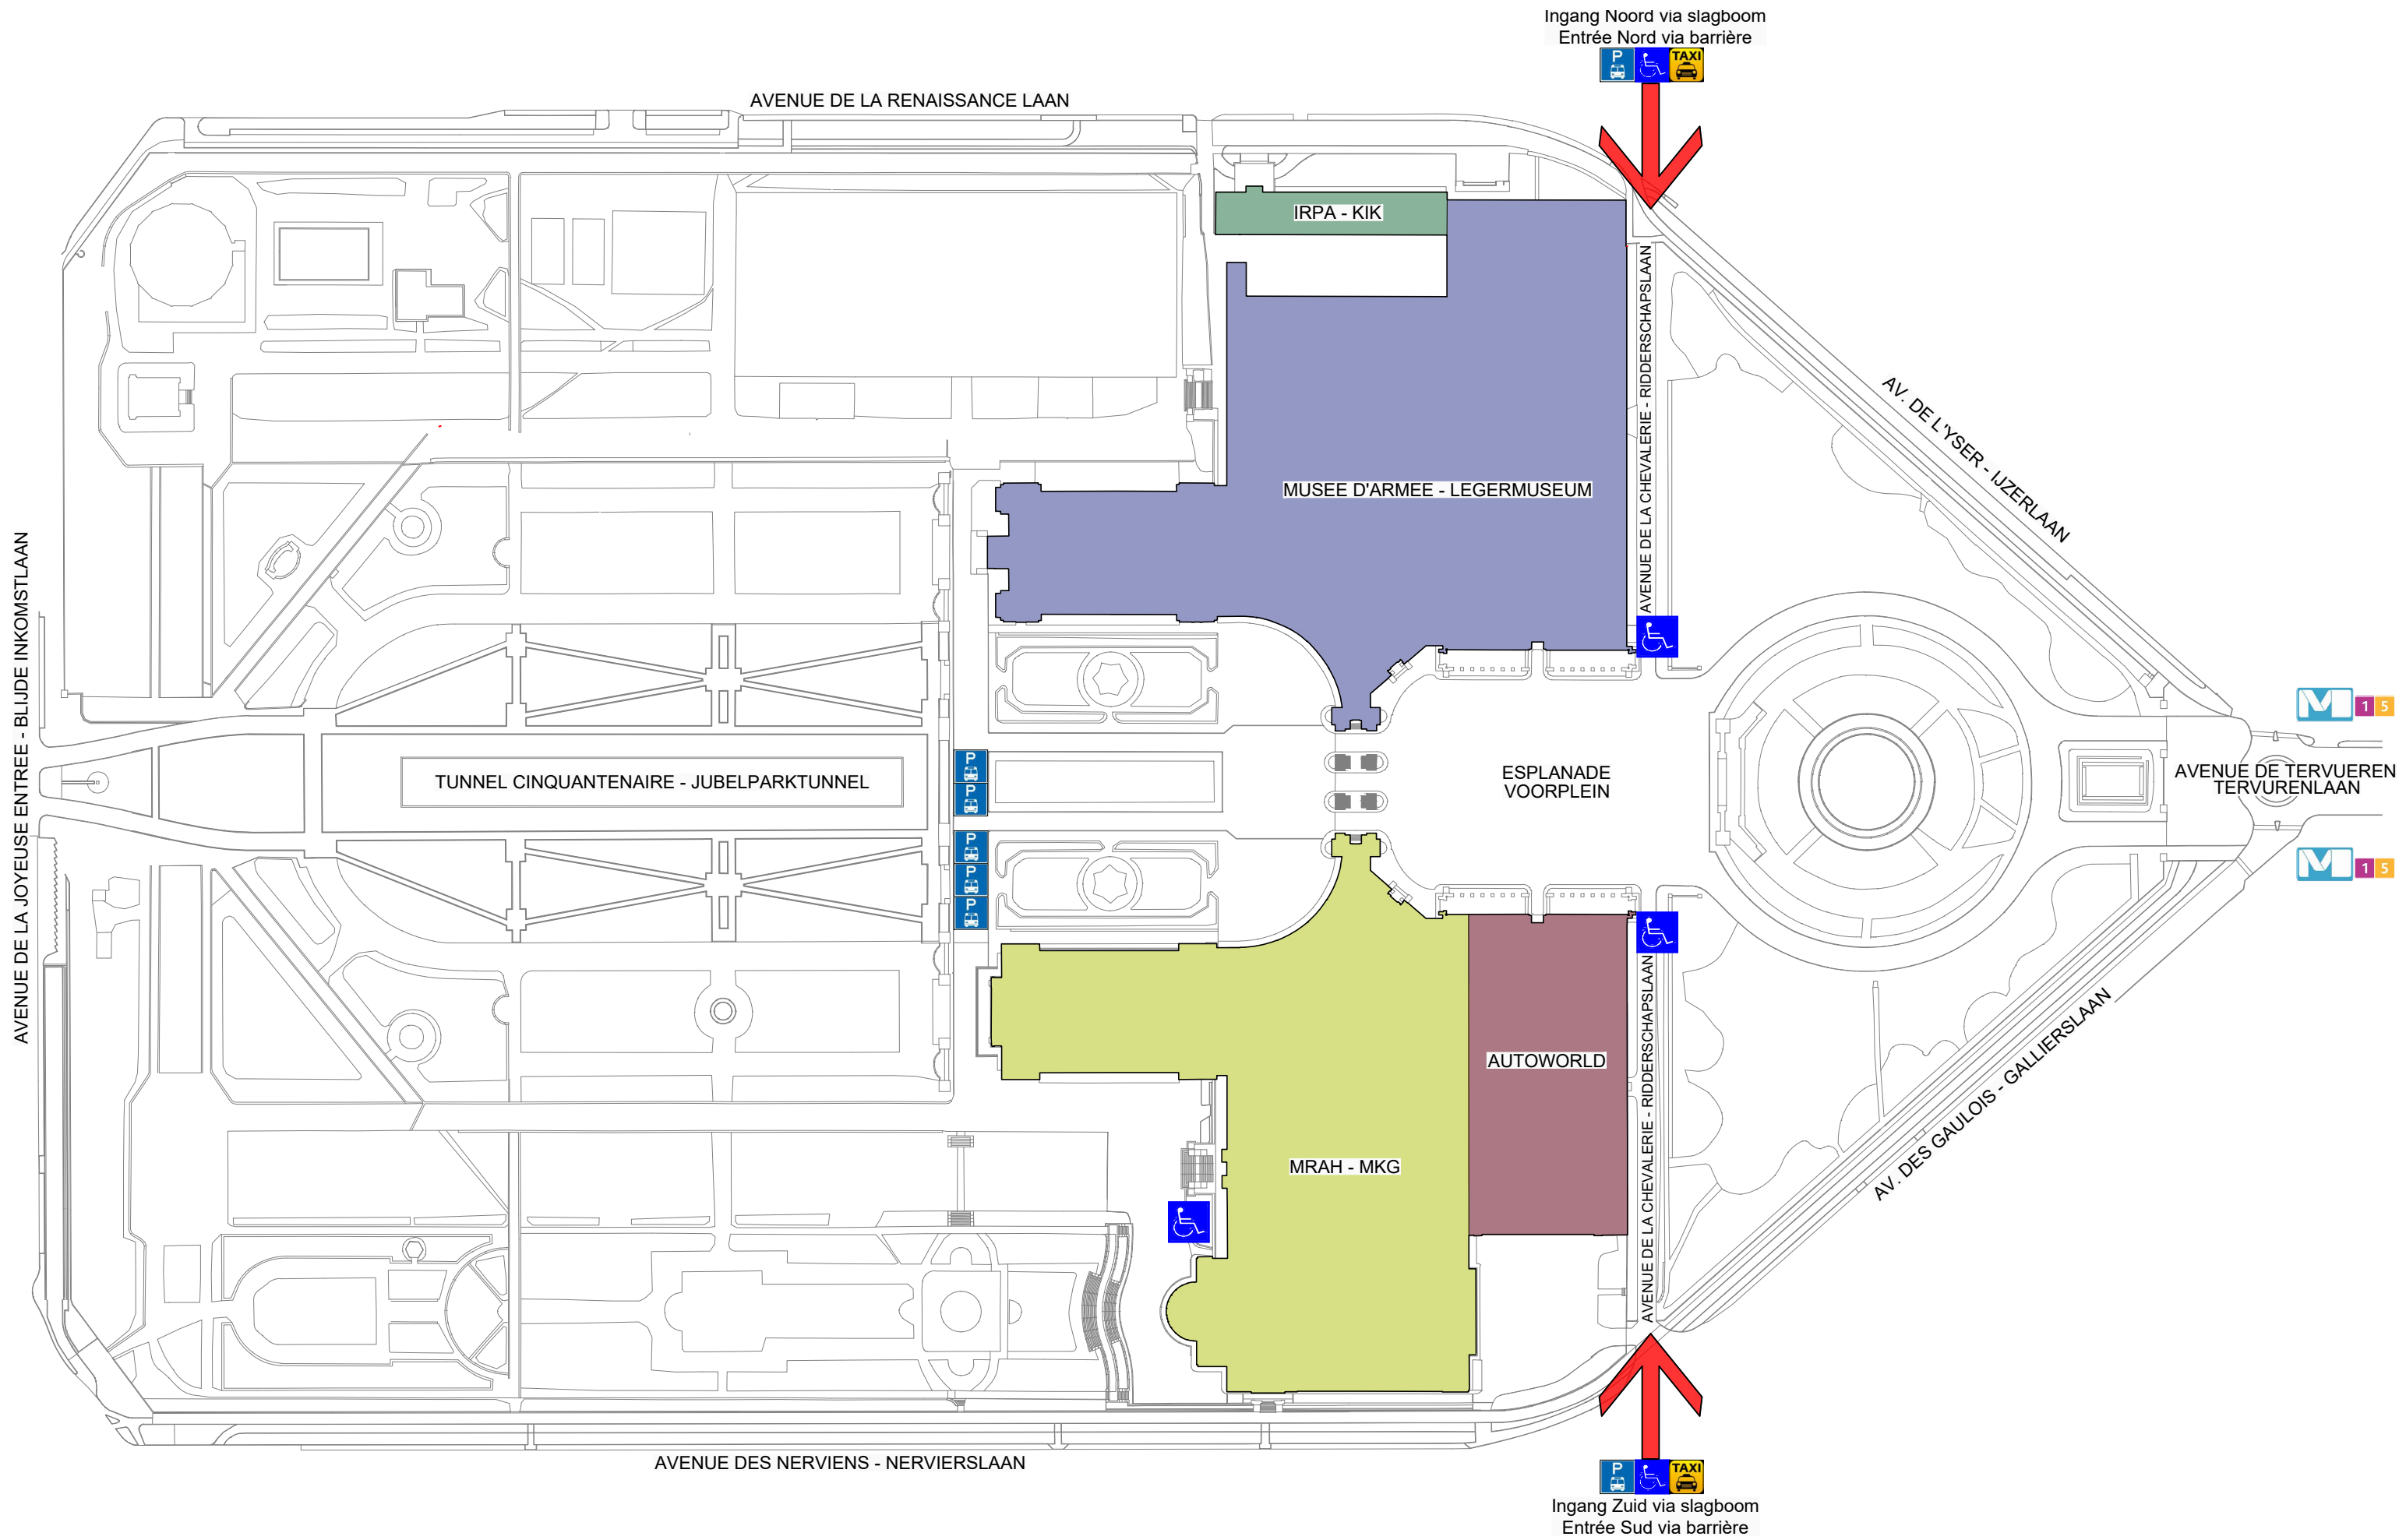 Ingang Noord via slagboom
Entrée Nord via barrière
P
TAXI
AVENUE DE LA RENAISSANCE LAAN
IRPA - KIK
AVENUE DE LA CHEVALERIE - RIDDERSCHAPSLAAN
AV. DE L'YSER - IJZERLAAN
MUSEE D'ARMEE - LEGERMUSEUM
AVENUE DE LA JOYEUSE ENTREE - BLIJDE INKOMSTLAAN
M 1 5
TUNNEL CINQUANTENAIRE - JUBELPARKTUNNEL
P
P
P
P
P
ESPLANADE
VOORPLEIN
AVENUE DE TERVUEREN
TERVURENLAAN
M 1 5
AUTOWORLD
MRAH - MKG
AVENUE DE LA CHEVALERIE - RIDDERSCHAPSLAAN
AV. DES GAULOIS - GALLIERSLAAN
AVENUE DES NERVIENS - NERVIERSLAAN
P
TAXI
Ingang Zuid via slagboom
Entrée Sud via barrière